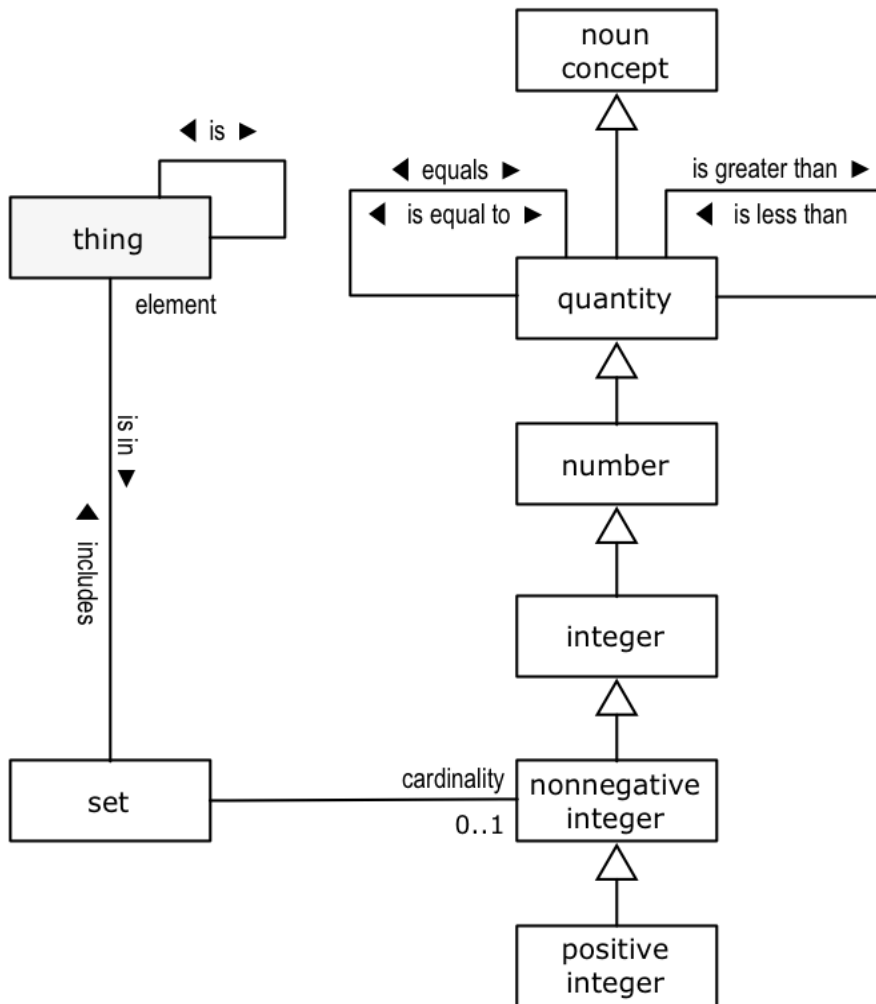 noun
concept
◄ is ►
◄ equals ►
is greater than ►
◄ is equal to ►
◄ is less than
thing
element
quantity
is in ►
number
◄ includes
integer
cardinality
set
nonnegative
integer
0..1
positive
integer